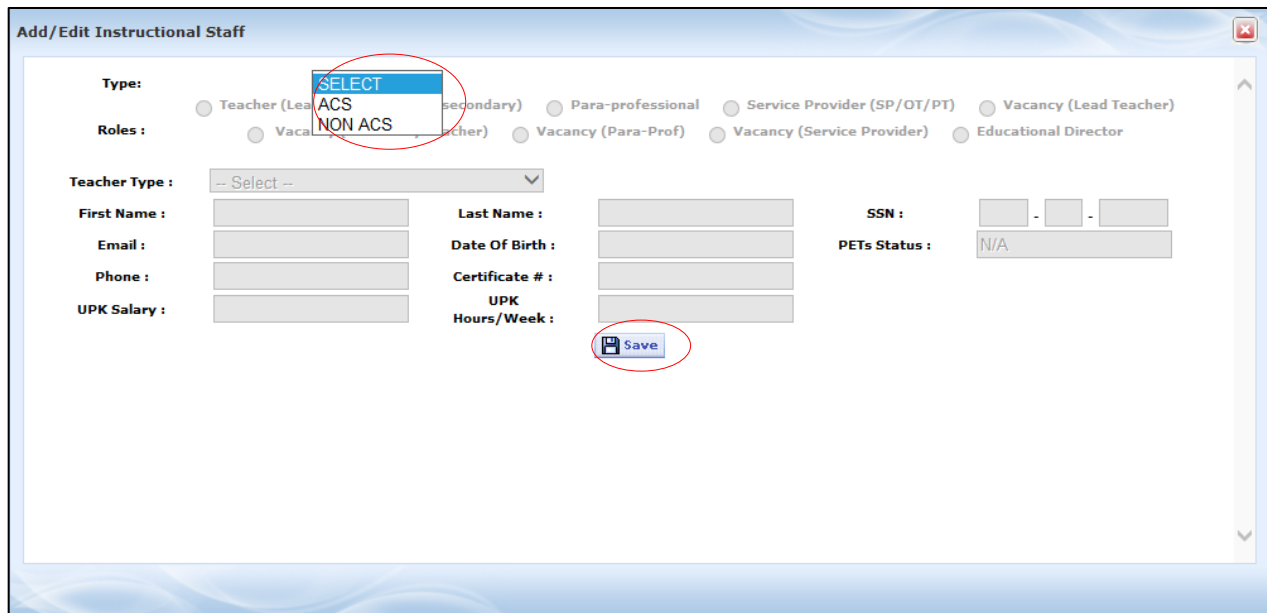 Add/Edit Instructional Staff
Type:
SELECT
ACS
NON ACS
Teacher (Lea secondary) Para-professional Service Provider (SP/OT/PT) Vacancy (Lead Teacher)
Roles :
Vaca cher) Vacancy (Para-Prof) Vacancy (Service Provider) Educational Director
Teacher Type : -- Select --
First Name : Last Name : SSN : - -
Email : Date Of Birth : PETs Status : N/A
Phone : Certificate # :
UPK Salary : UPK
Hours/Week :
Save